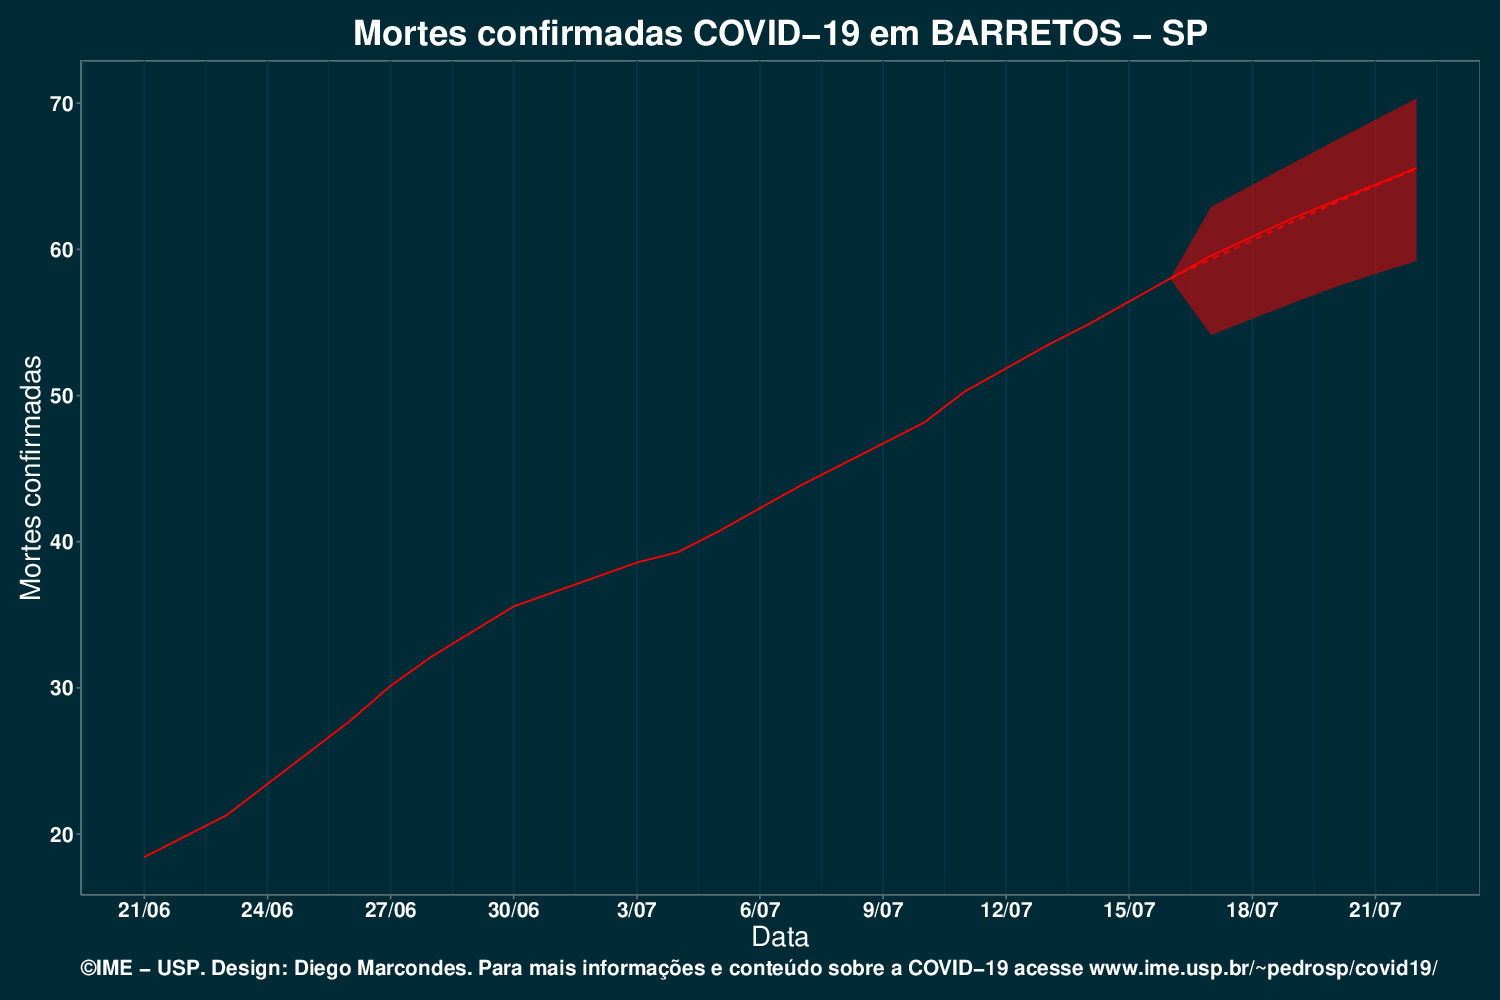 Mortes confirmadas COVID−19 em BARRETOS − SP
Mortes confirmadas
70
60
50
40
30
20
21/06 24/06 27/06 30/06 3/07 6/07 9/07 12/07 15/07 18/07 21/07
Data
©IME − USP. Design: Diego Marcondes. Para mais informações e conteúdo sobre a COVID−19 acesse www.ime.usp.br/~pedrosp/covid19/